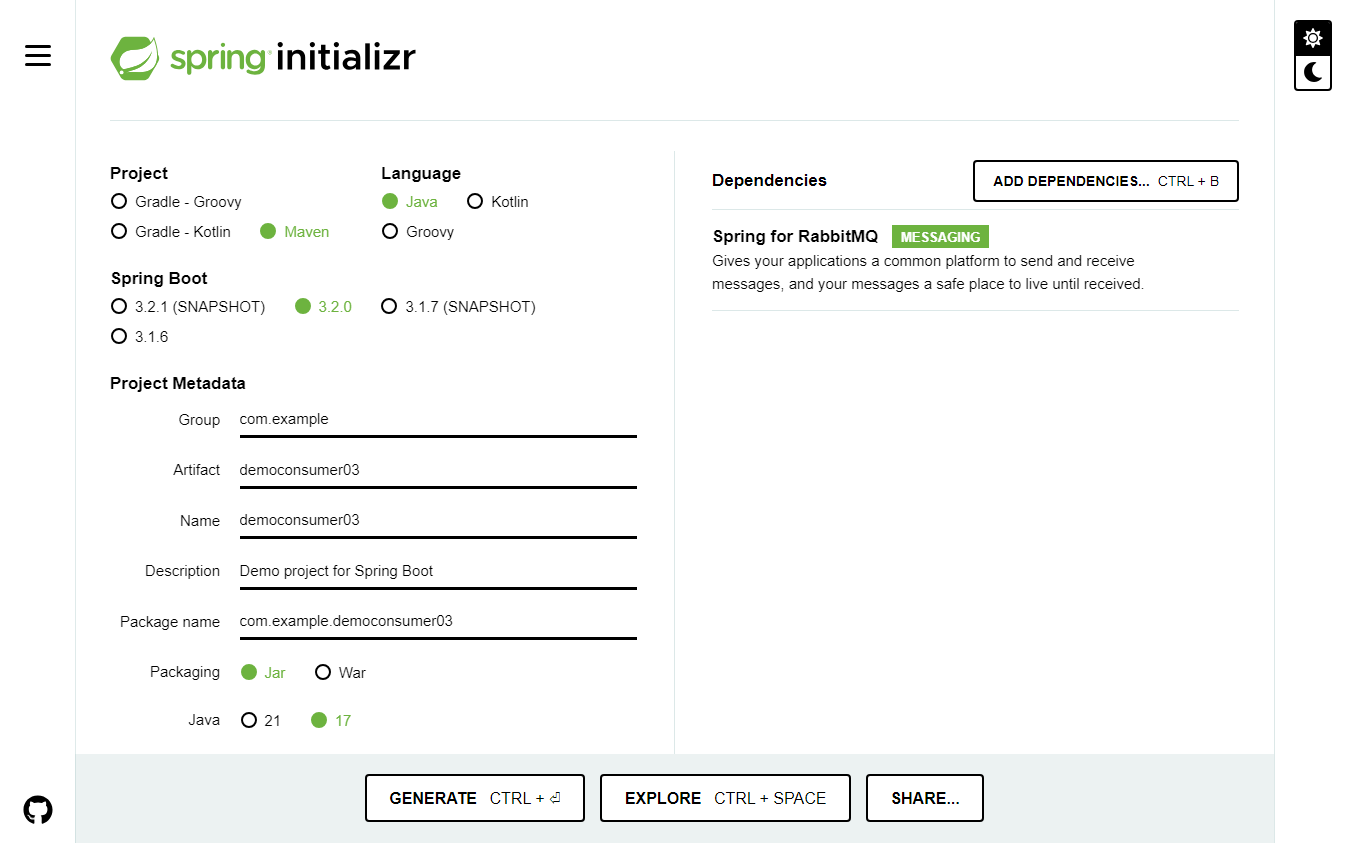 spring initializr
Project
Gradle - Groovy
Gradle - Kotlin Maven
Language
Java Kotlin
Groovy
Spring Boot
3.2.1 (SNAPSHOT) 3.2.0 3.1.7 (SNAPSHOT)
3.1.6
Project Metadata
Group com.example
Artifact democonsumer03
Name democonsumer03
Description Demo project for Spring Boot
Package name com.example.democonsumer03
Packaging Jar War
Java 21 17
Dependencies ADD DEPENDENCIES... CTRL + B
Spring for RabbitMQ MESSAGING
Gives your applications a common platform to send and receive
messages, and your messages a safe place to live until received.
GENERATE CTRL + ⏎ EXPLORE CTRL + SPACE SHARE...